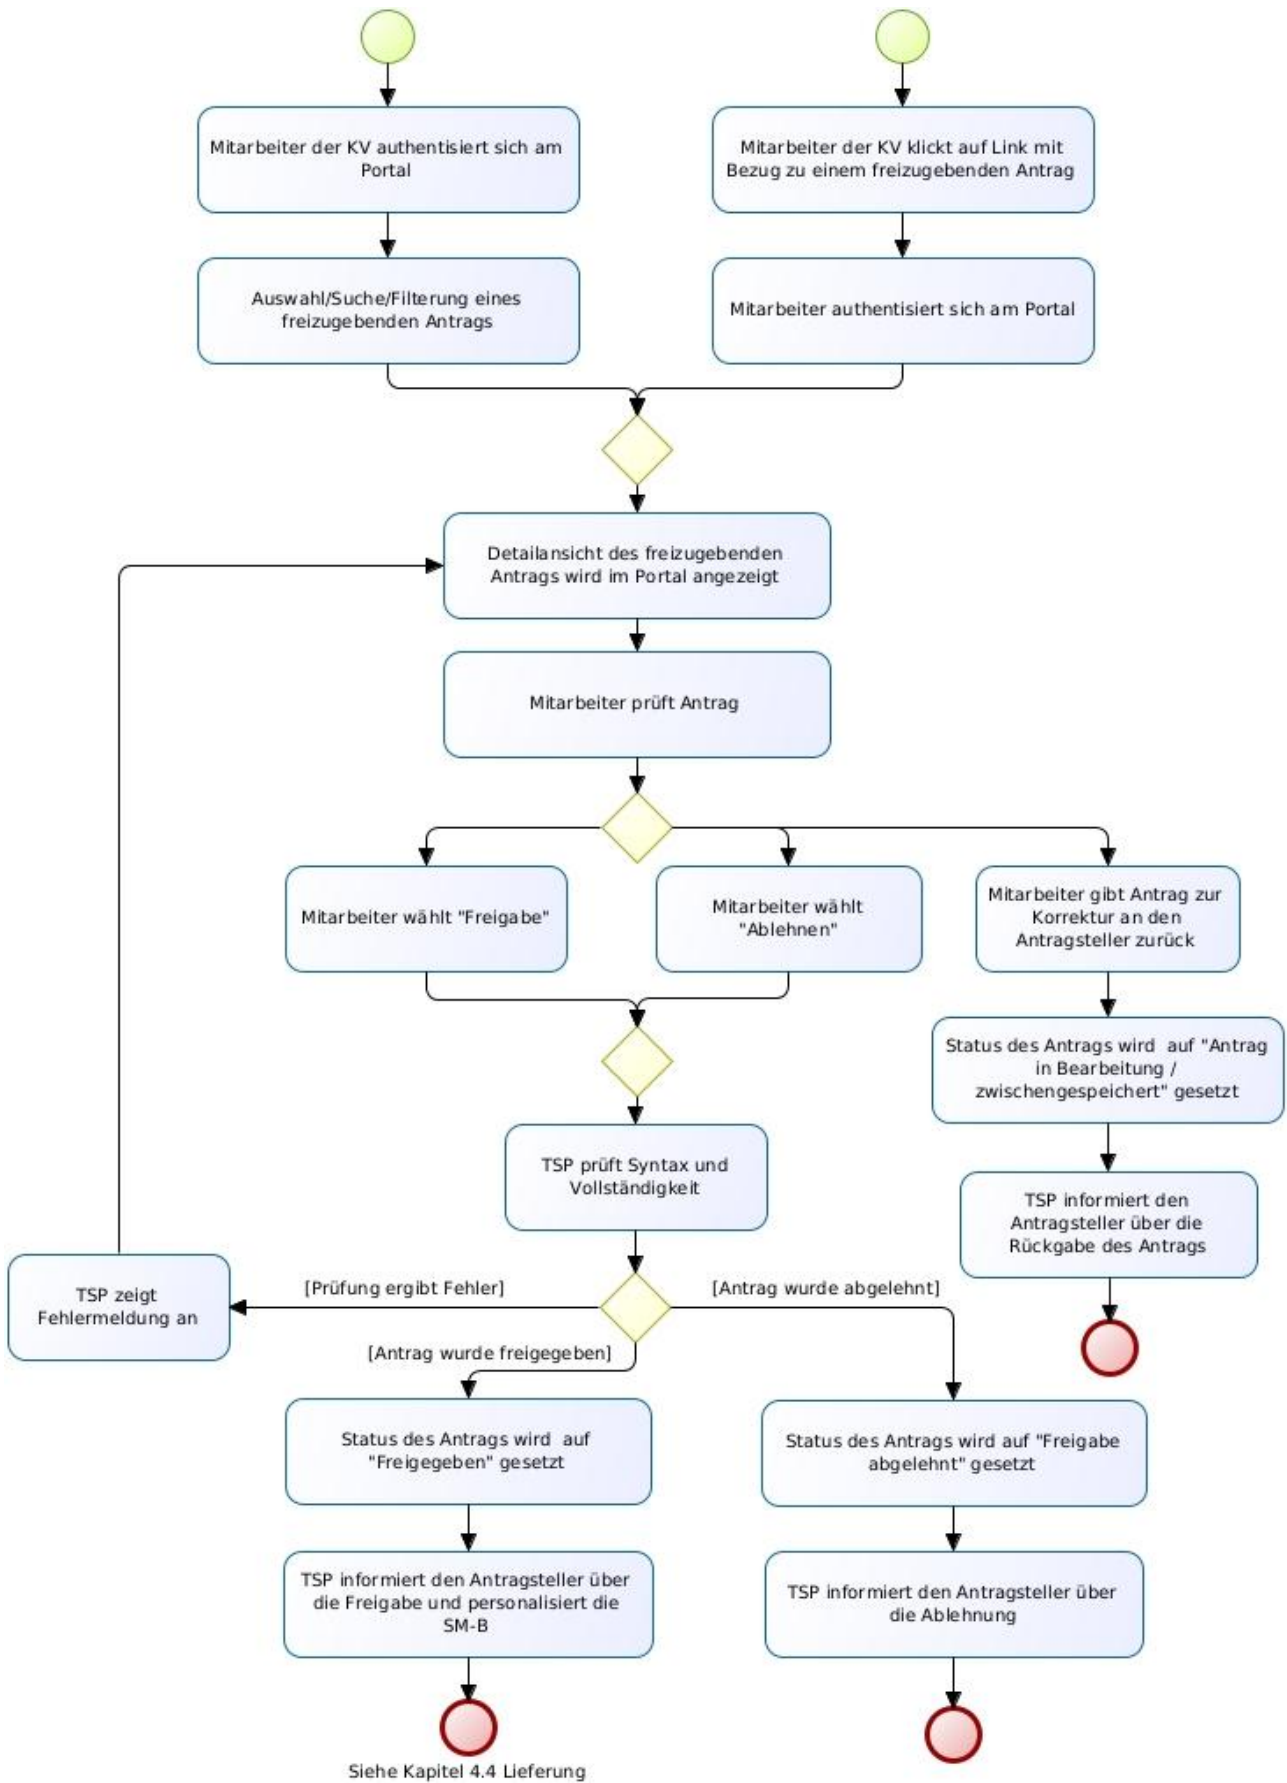 Mitarbeiter der KV authentisiert sich am
Portal
Mitarbeiter der KV klickt auf Link mit
Bezug zu einem freizugebenden Antrag
Auswahl/Suche/Filterung eines
freizugebenden Antrags
Mitarbeiter authentisiert sich am Portal
Detailansicht des freizugebenden
Antrags wird im Portal angezeigt
Mitarbeiter prüft Antrag
Mitarbeiter wählt "Freigabe"
Mitarbeiter wählt
"Ablehnen"
Mitarbeiter gibt Antrag zur
Korrektur an den
Antragsteller zurück
Status des Antrags wird auf "Antrag
in Bearbeitung /
zwischengespeichert" gesetzt
TSP prüft Syntax und
Vollständigkeit
TSP informiert den
Antragsteller über die
Rückgabe des Antrags
TSP zeigt
Fehlermeldung an
[Prüfung ergibt Fehler]
[Antrag wurde abgelehnt]
[Antrag wurde freigegeben]
Status des Antrags wird auf
"Freigegeben" gesetzt
Status des Antrags wird auf "Freigabe
abgelehnt" gesetzt
TSP informiert den Antragsteller über
die Freigabe und personalisiert die
SM-B
TSP informiert den Antragsteller über
die Ablehnung
Siehe Kapitel 4.4 Lieferung